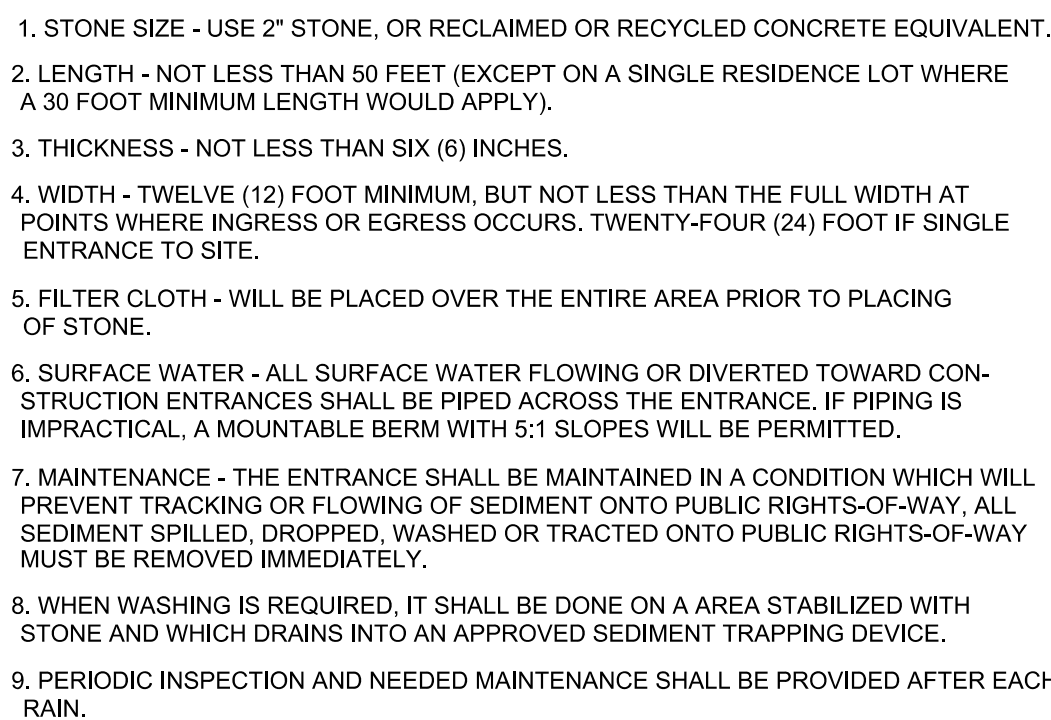 1. STONE SIZE - USE 2" STONE, OR RECLAIMED OR RECYCLED CONCRETE EQUIVALENT.
2. LENGTH - NOT LESS THAN 50 FEET (EXCEPT ON A SINGLE RESIDENCE LOT WHERE
A 30 FOOT MINIMUM LENGTH WOULD APPLY).
3. THICKNESS - NOT LESS THAN SIX (6) INCHES.
4. WIDTH - TWELVE (12) FOOT MINIMUM, BUT NOT LESS THAN THE FULL WIDTH AT
POINTS WHERE INGRESS OR EGRESS OCCURS. TWENTY-FOUR (24) FOOT IF SINGLE
ENTRANCE TO SITE.
5. FILTER CLOTH - WILL BE PLACED OVER THE ENTIRE AREA PRIOR TO PLACING
OF STONE.
6. SURFACE WATER - ALL SURFACE WATER FLOWING OR DIVERTED TOWARD CON-
STRUCTION ENTRANCES SHALL BE PIPED ACROSS THE ENTRANCE. IF PIPING IS
IMPRACTICAL, A MOUNTABLE BERM WITH 5:1 SLOPES WILL BE PERMITTED.
7. MAINTENANCE - THE ENTRANCE SHALL BE MAINTAINED IN A CONDITION WHICH WILL
PREVENT TRACKING OR FLOWING OF SEDIMENT ONTO PUBLIC RIGHTS-OF-WAY, ALL
SEDIMENT SPILLED, DROPPED, WASHED OR TRACTED ONTO PUBLIC RIGHTS-OF-WAY
MUST BE REMOVED IMMEDIATELY.
8. WHEN WASHING IS REQUIRED, IT SHALL BE DONE ON A AREA STABILIZED WITH
STONE AND WHICH DRAINS INTO AN APPROVED SEDIMENT TRAPPING DEVICE.
9. PERIODIC INSPECTION AND NEEDED MAINTENANCE SHALL BE PROVIDED AFTER EACH
RAIN.